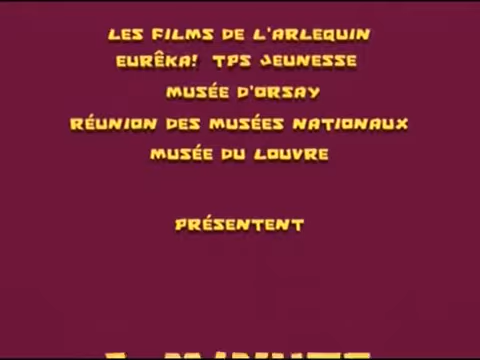 LES FILMS DE L'ARLEQUIN
EURÊKA! TPS JEUNESSE
MUSÉE D'ORSAY
RÉUNION DES MUSÉES NATIONAUX
MUSÉE DU LOUVRE
PRÉSENTENT